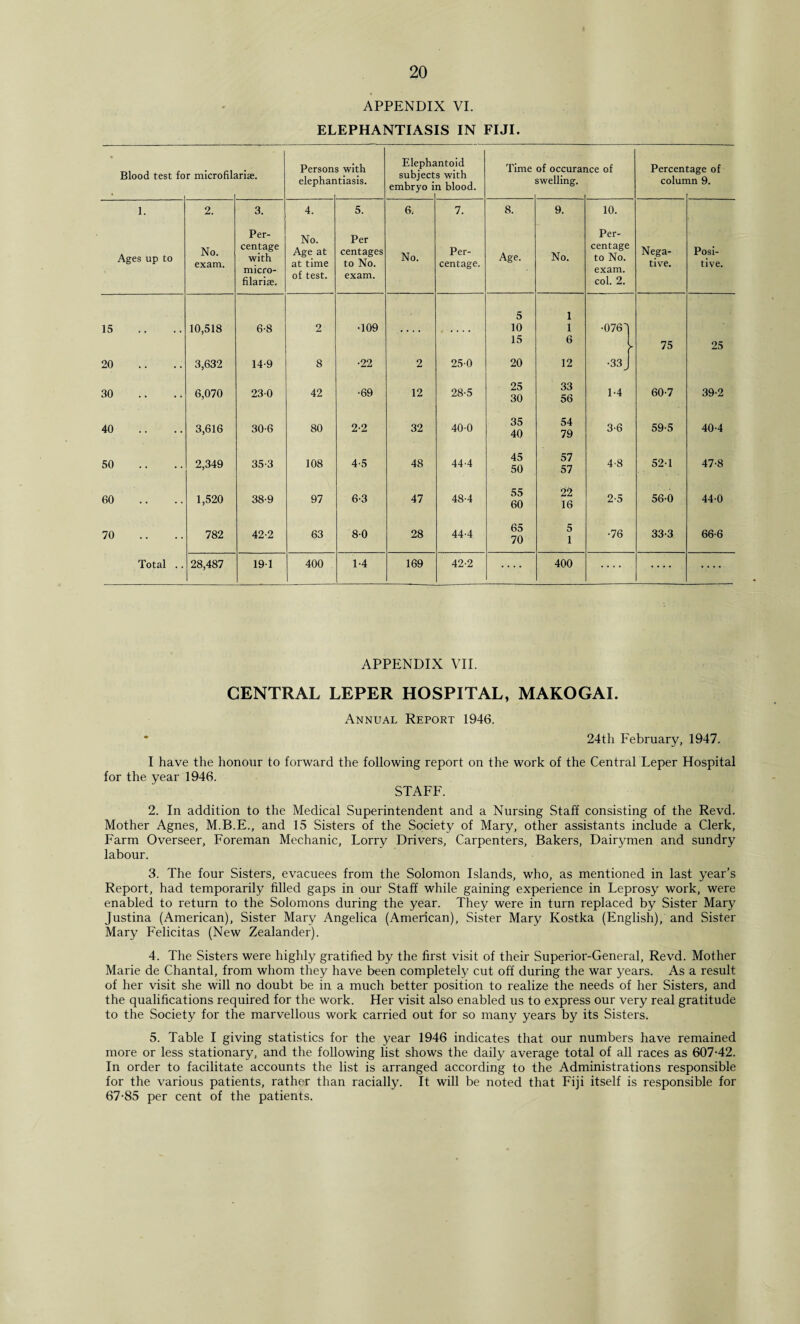 20
APPENDIX VI.
ELEPHANTIASIS IN FIJI.
Blood test for microfilariæ. Persons with elephantiasis. Elephantoid subjects with embryo in blood. Time of occurance of swelling. Percentage of column 9.
1. 2. 3. 4. 5. 6. 7. 8. 9. 10.
Ages up to No. exam. Per-centage with micro-filariæ. No. Age at at time of test. Per centages to No. exam. No. Per-centage. Age. No. Per-centage to No. exam. col. 2. Nega-tive. Posi-tive.
5 1
15 .. .. 10,518 6·8 2 ·109 .... .... 10 1 ·076
15 6 75 25
20 .. .. 3,632 14·9 8 ·22 2 25·0 20 12 ·33
30 .. .. 6,070 23·0 42 ·69 12 28·5 25 30 33 56 1·4 60·7 39·2
40 .. .. 3,616 30·6 80 2·2 32 40·0 35 40 54 79 3·6 59·5 40·4
50 .. .. 2,349 35·3 108 4·5 48 44·4 45 50 57 57 4·8 52·1 47·8
60 .. .. 1,520 38·9 97 6·3 47 48·4 55 60 22 16 2·5 56·0 44·0
70 .. .. 782 42·2 63 8·0 28 44·4 65 70 5 1 ·76 33·3 66·6
Total .. 28,487 19·1 400 1·4 169 42·2 .... 400 .... .... ....
APPENDIX VII.
CENTRAL LEPER HOSPITAL, MAKOGAI.
Annual Report 1946.
24th February, 1947.
I have the honour to forward the following report on the work of the Central Leper Hospital
for the year 1946.
STAFF.
2. In addition to the Medical Superintendent and a Nursing Staff consisting of the Revd.
Mother Agnes, M.B.E., and 15 Sisters of the Society of Mary, other assistants include a Clerk,
Farm Overseer, Foreman Mechanic, Lorry Drivers, Carpenters, Bakers, Dairymen and sundry
labour.
3. The four Sisters, evacuees from the Solomon Islands, who, as mentioned in last year's
Report, had temporarily filled gaps in our Staff while gaining experience in Leprosy work, were
enabled to return to the Solomons during the year. They were in turn replaced by Sister Mary
Justina (American), Sister Mary Angelica (American), Sister Mary Kostka (English), and Sister
Mary Felicitas (New Zealander).
4. The Sisters were highly gratified by the first visit of their Superior-General, Revd. Mother
Marie de Chantal, from whom they have been completely cut off during the war years. As a result
of her visit she will no doubt be in a much better position to realize the needs of her Sisters, and
the qualifications required for the work. Her visit also enabled us to express our very real gratitude
to the Society for the marvellous work carried out for so many years by its Sisters.
5. Table I giving statistics for the year 1946 indicates that our numbers have remained
more or less stationary, and the following list shows the daily average total of all races as 607·42.
In order to facilitate accounts the list is arranged according to the Administrations responsible
for the various patients, rather than racially. It will be noted that Fiji itself is responsible for
67·85 per cent of the patients.